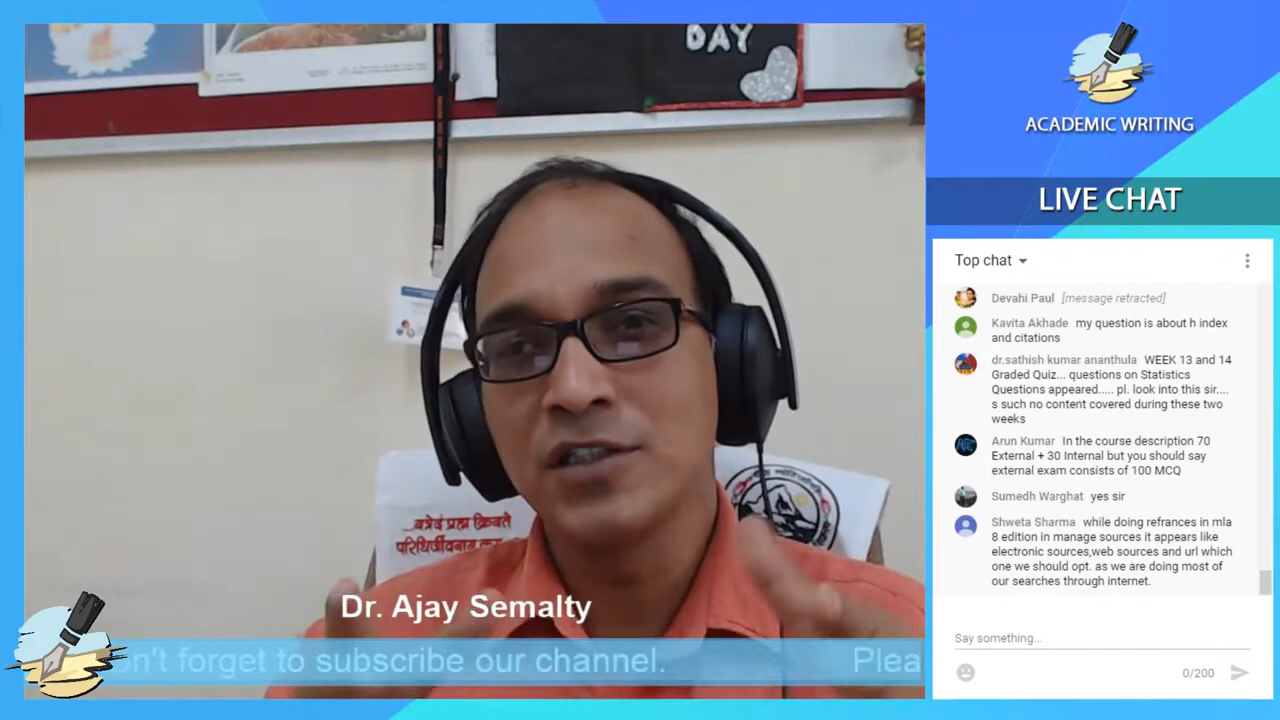 DAY
ACADEMIC WRITING
LIVE CHAT
Top chat
Devahi Paul [message retracted]
Kavita Akhade my question is about h index
and citations
dr.sathish kumar ananthula WEEK 13 and 14
Graded Quiz... questions on Statistics
Questions appeared..... pl. look into this sir....
s such no content covered during these two
weeks
Arun Kumar In the course description 70
External + 30 Internal but you should say
external exam consists of 100 MCQ
Sumedh Warghat yes sir
Shweta Sharma while doing refrances in mla
8 edition in manage sources it appears like
electronic sources,web sources and url which
one we should opt. as we are doing most of
our searches through internet.
Say something...
0/200
Dr. Ajay Semalty
n't forget to subscribe our channel. Plea